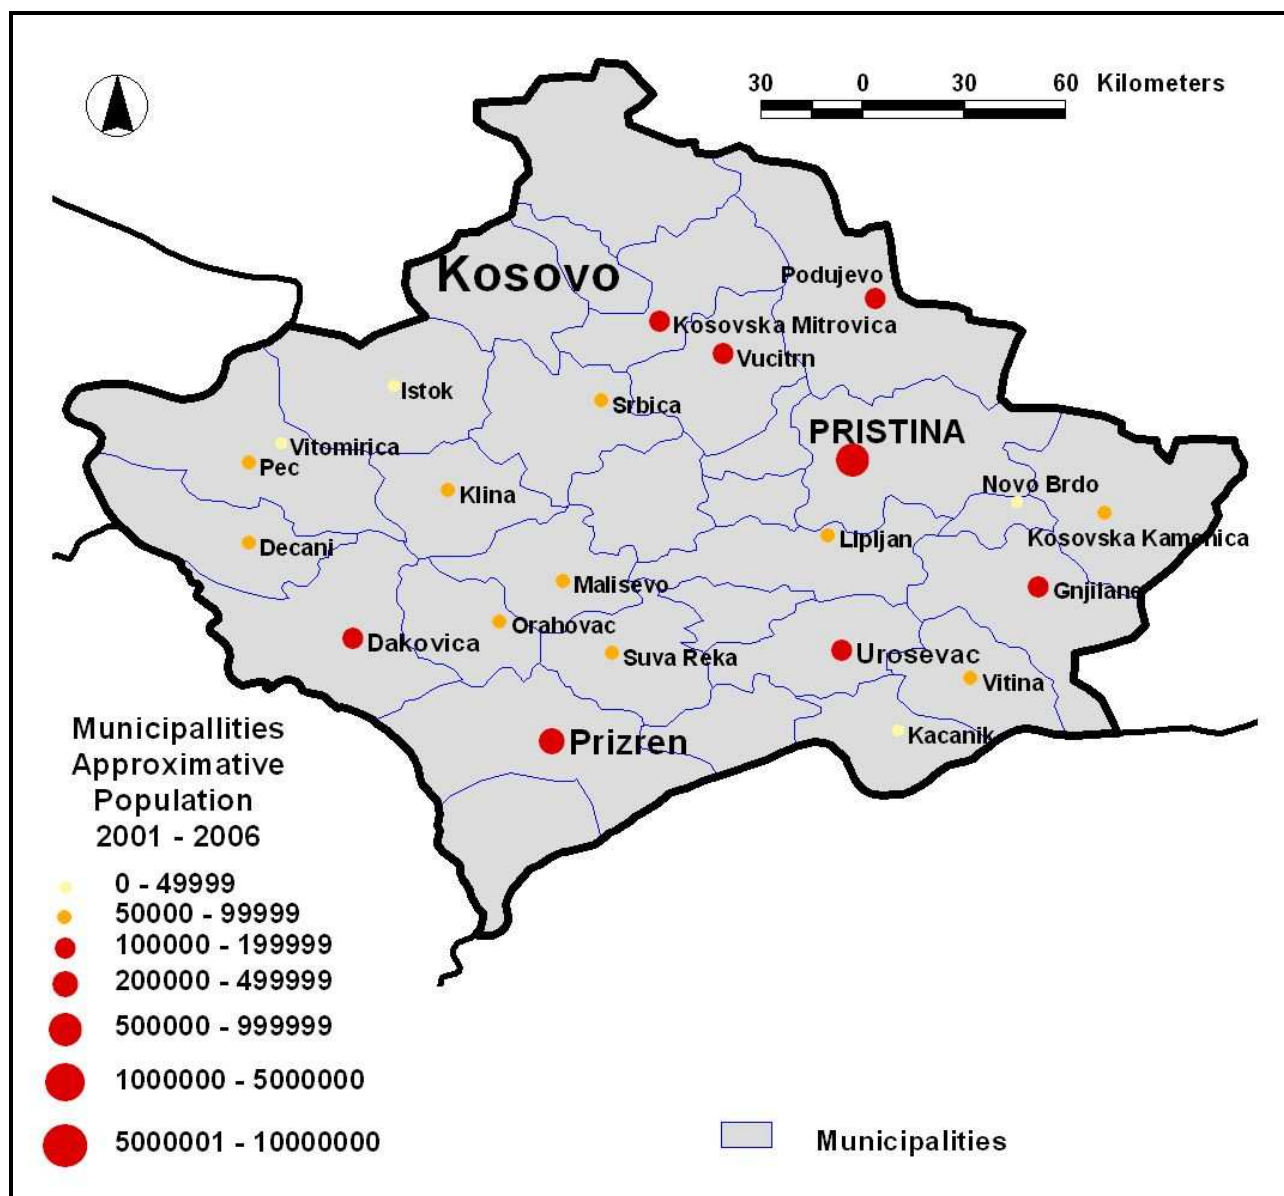 30 0 30 60 Kilometers
Kosovo
Podujevo
Kosovska Mitrovica
Vucitrn
Istok
Srbica
PRISTINA
Vitomirica
Pec
Klina
Novo Brdo
Decani
Lipljan
Kosovska Kamenica
Malisevo
Gnjilane
Orahovac
Dakovica
Suva Reka
Urosevac
Vitina
Prizren
Kacanik
Municipallities
Approximative
Population
2001 - 2006
0 - 49999
50000 - 99999
100000 - 199999
200000 - 499999
500000 - 999999
1000000 - 5000000
5000001 - 10000000
Municipalities